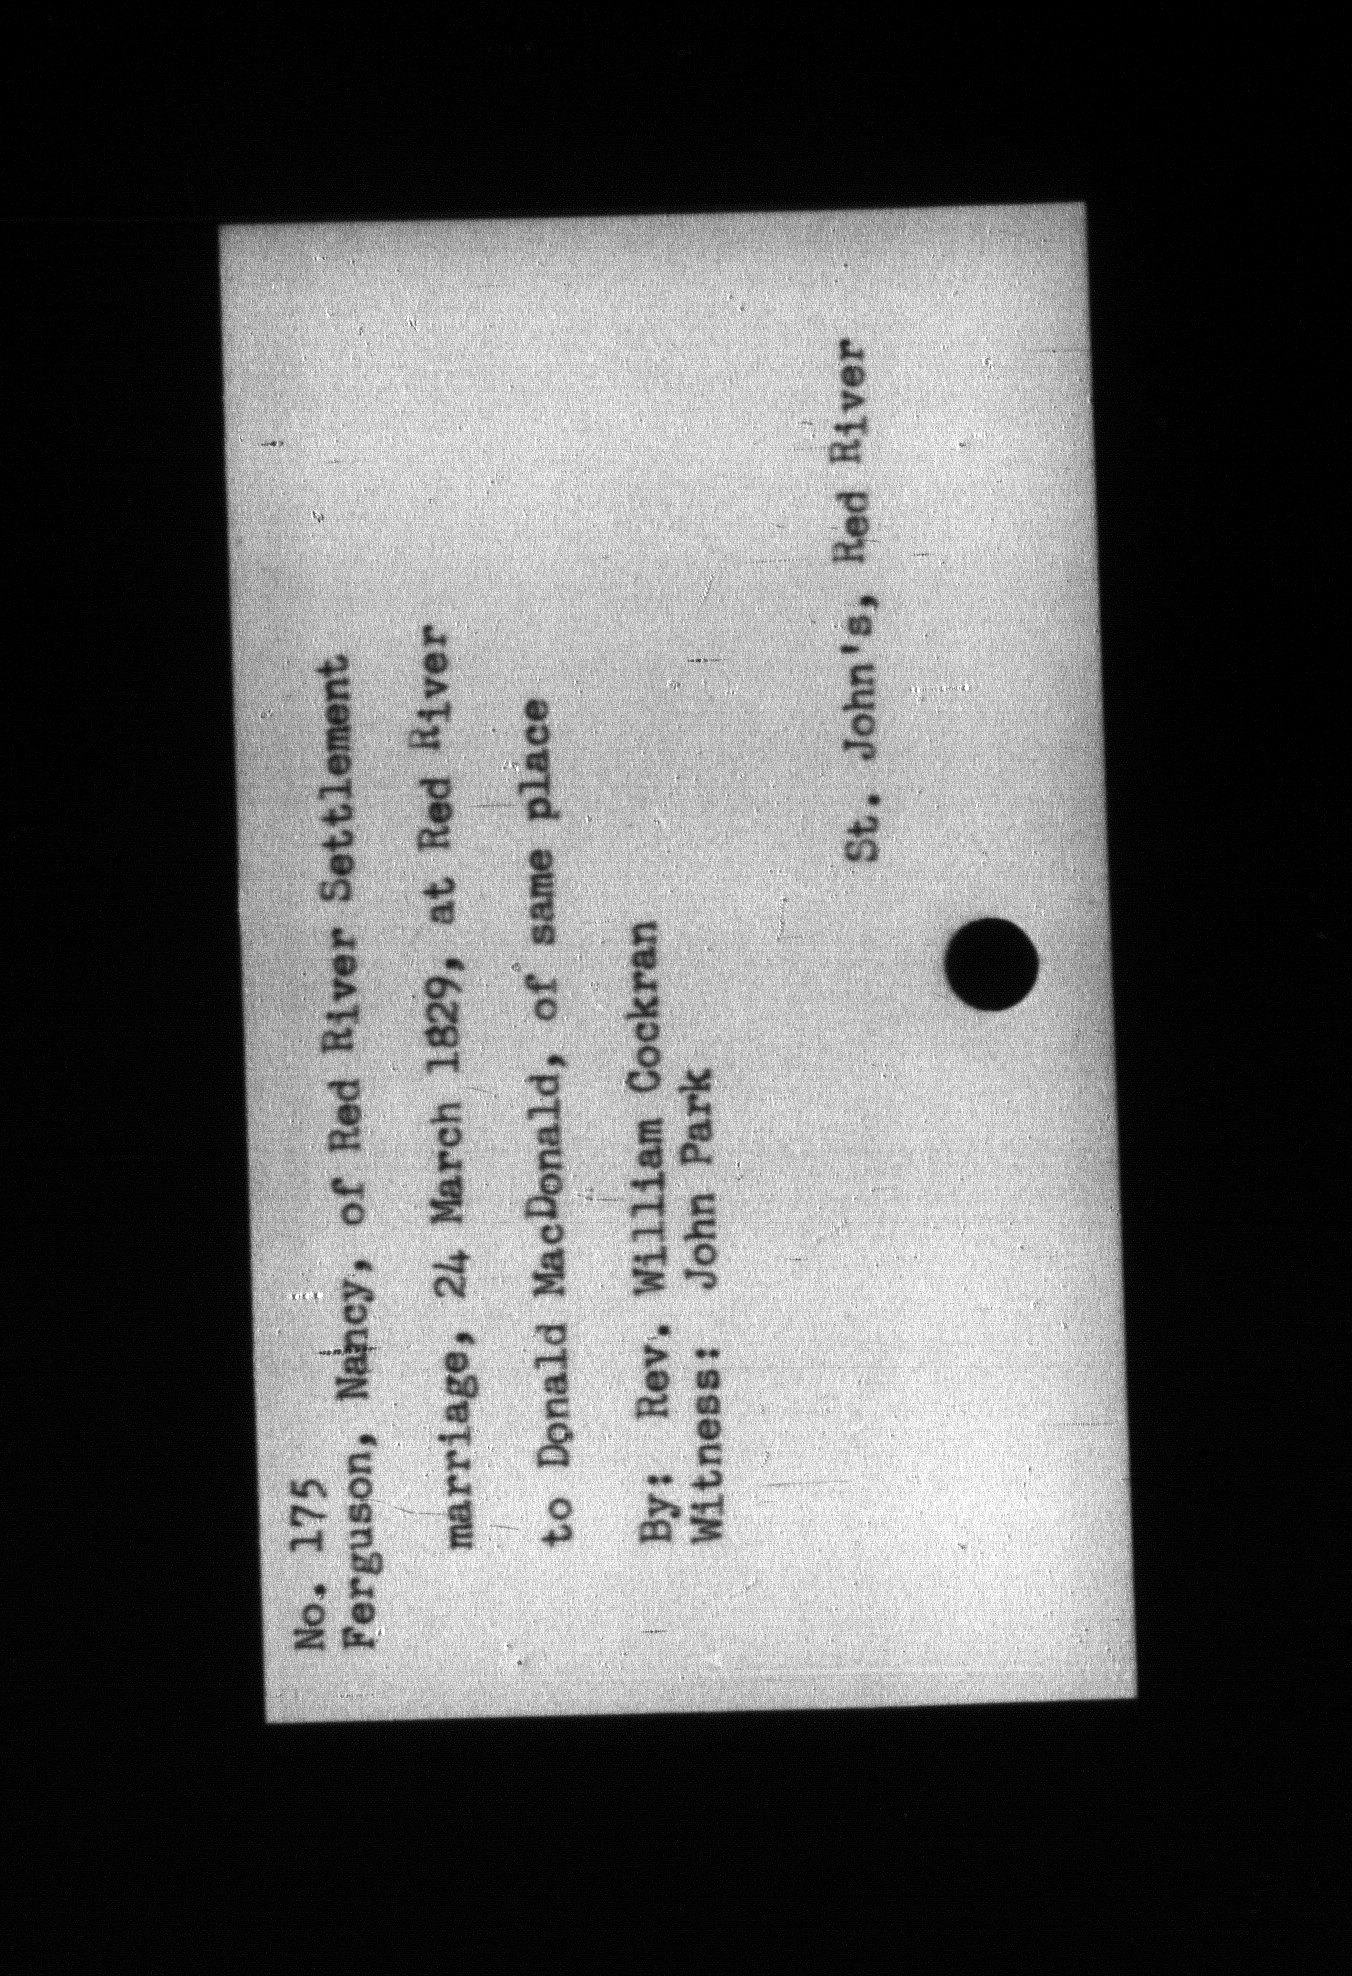 No. 175
Ferguson, Nancy, of Red River Settlement
marriage, 24 March 1829, at Red River
to Donald MacDonald, of same place
By: Rev. William Cockran
Witness: John Park
St. John's, Red River